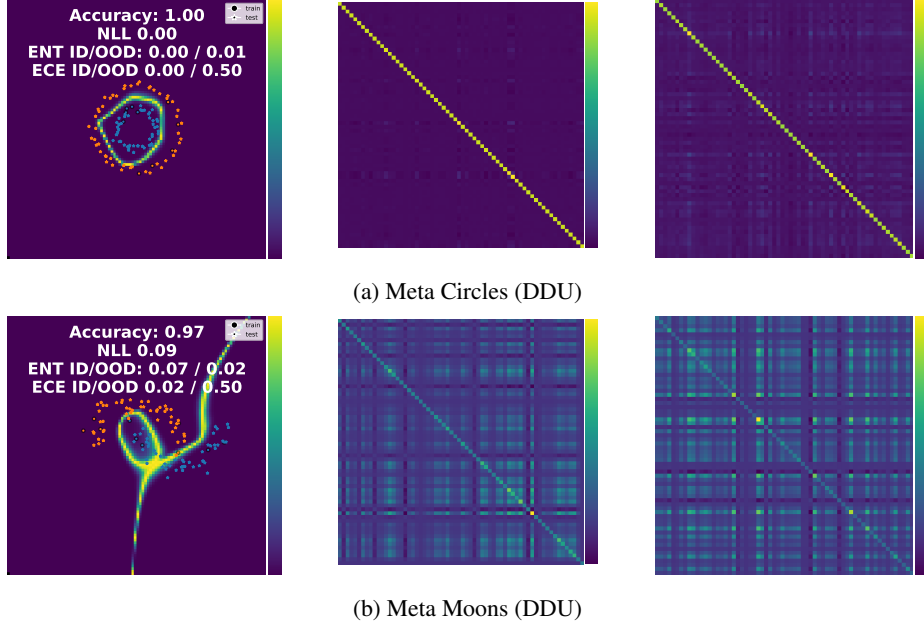 Accuracy: 1.00
NLL 0.00
ENT ID/OOD: 0.00 / 0.01
ECE ID/OOD 0.00 / 0.50
train
test
(a) Meta Circles (DDU)
Accuracy: 0.97
NLL 0.09
ENT ID/OOD: 0.07 / 0.02
ECE ID/OOD 0.02 / 0.50
train
test
(b) Meta Moons (DDU)